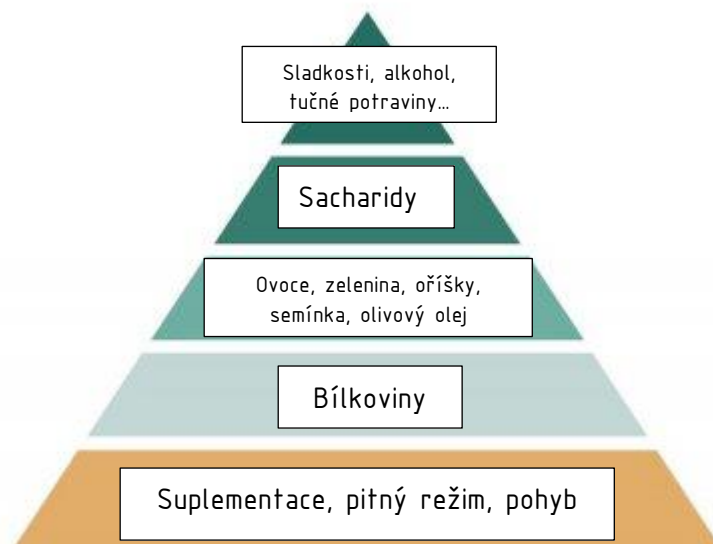 Sladkosti, alkohol,
tučné potraviny…
Sacharidy
Ovoce, zelenina, oříšky,
semínka, olivový olej
Bílkoviny
Suplementace, pitný režim, pohyb